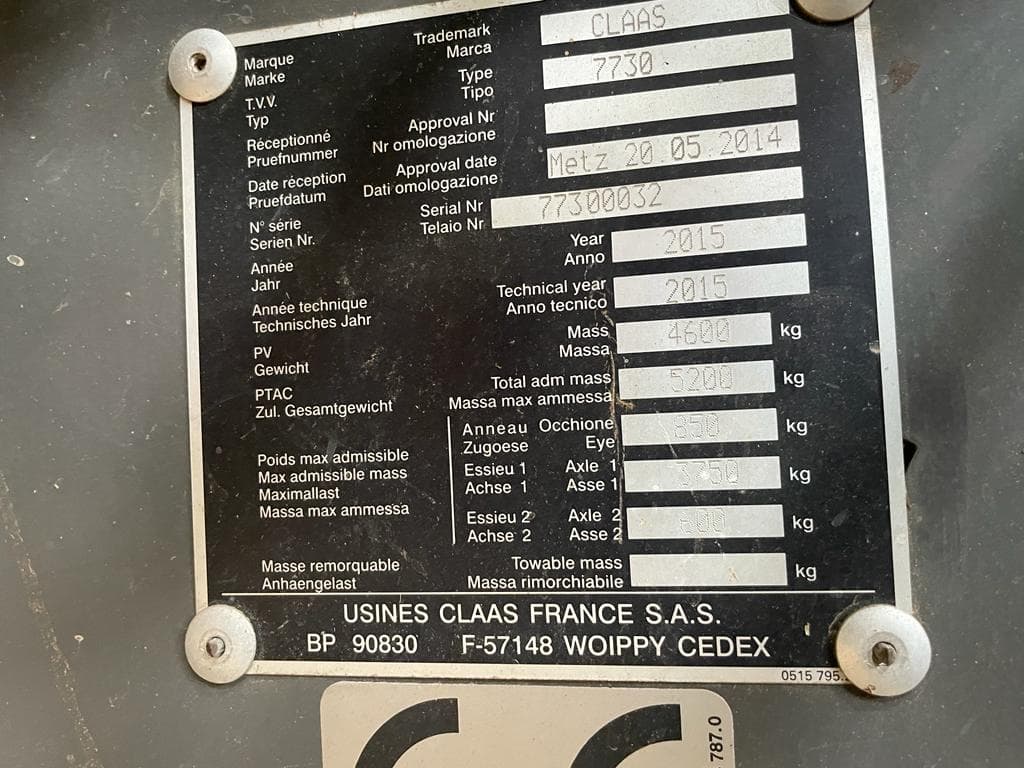 Marque Trademark CLAAS
Marke Marca
T.V.V. Type 7730
Typ Tipo
Réceptionné Approval Nr
Pruefnummer Nr omologazione
Date réception Approval date Metz 20.05.2014
Pruefdatum Dati omologazione
N° série Serial Nr 77300032
Serien Nr. Telaio Nr
Année Year 2015
Jahr Anno
Année technique Technical year 2015
Technisches Jahr Anno tecnico
PV Mass 4600 kg
Gewicht Massa
PTAC Total adm mass 5200 kg
Zul. Gesamtgewicht Massa max ammessa
Anneau Occhione 850 kg
Zugoese Eye
Poids max admissible
Max admissible mass
Maximallast
Massa max ammessa
Essieu 1 Axle 1 3750 kg
Achse 1 Asse 1
Essieu 2 Axle 2 kg
Achse 2 Asse 2
Masse remorquable Towable mass kg
Anhaengelast Massa rimorchiabile
USINES CLAAS FRANCE S.A.S.
BP 90830 F-57148 WOIPPY CEDEX
0515 795.
CE
787.0